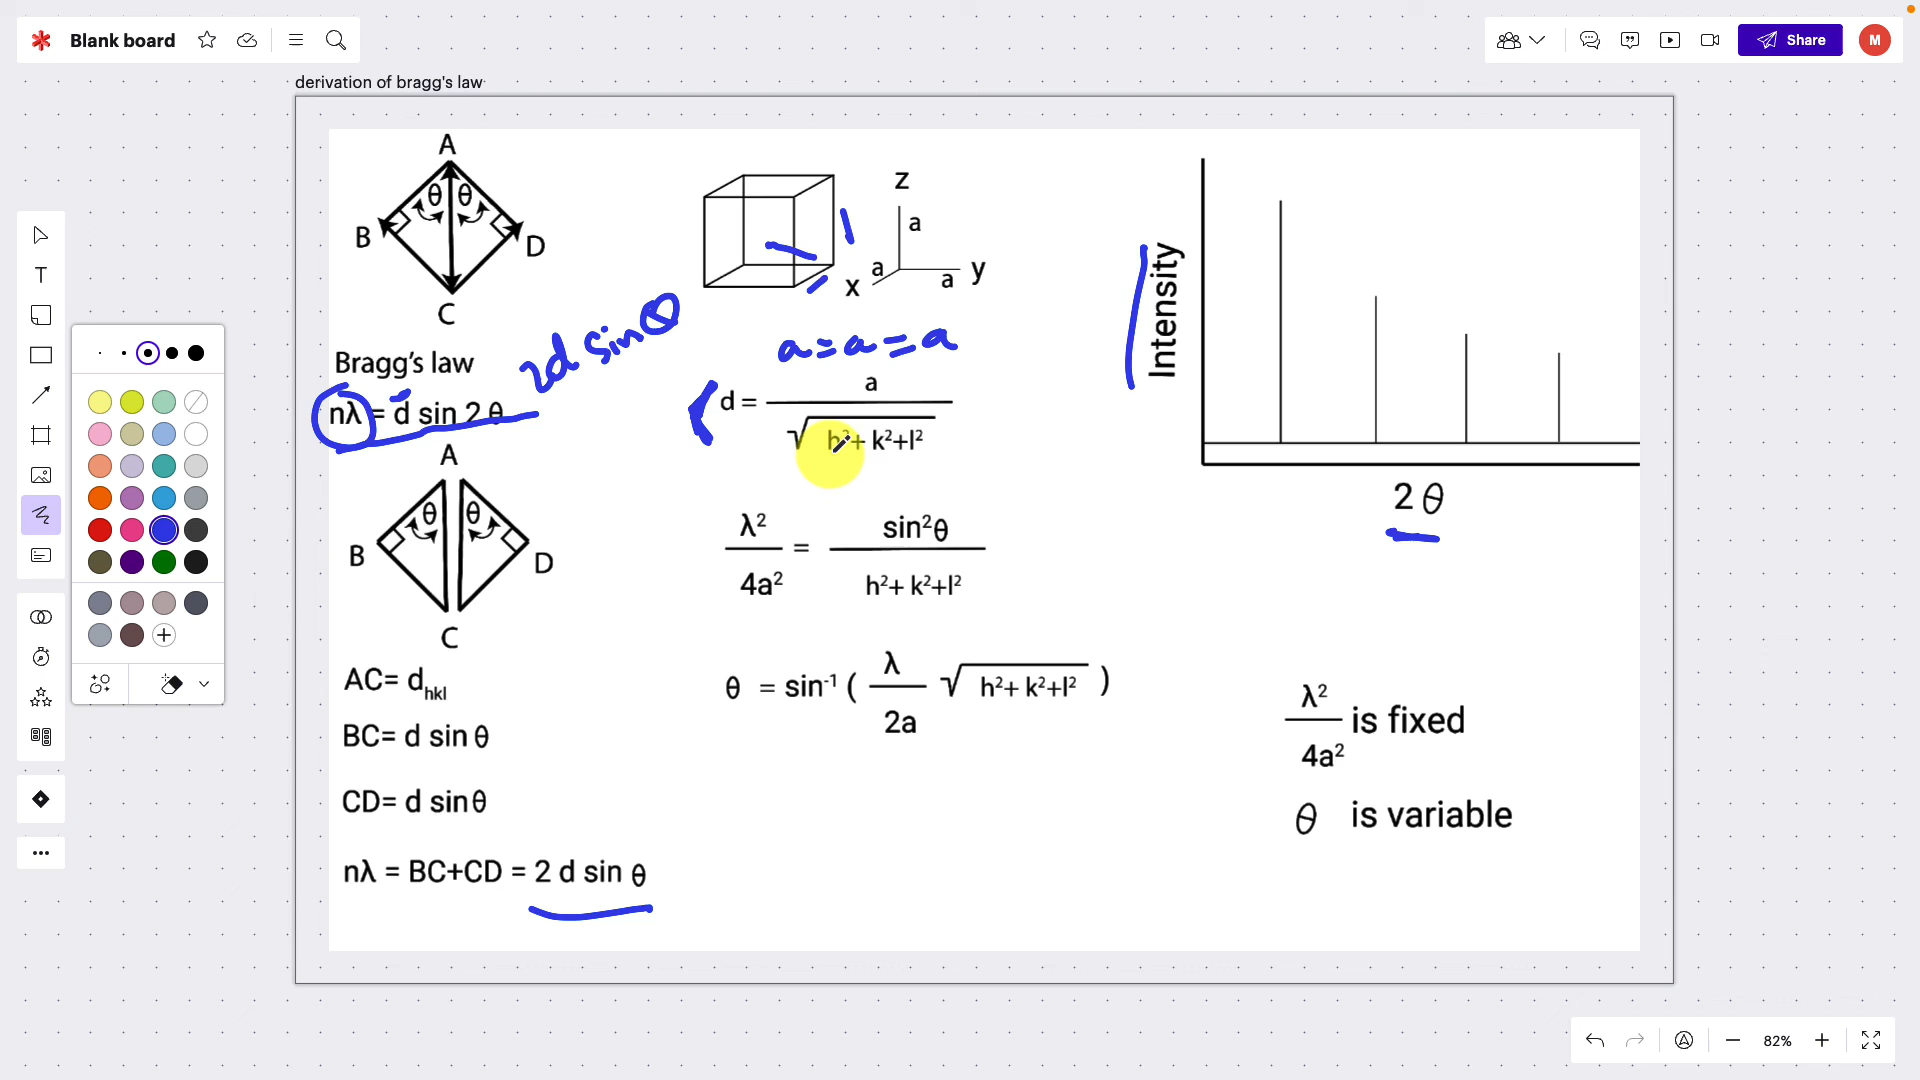 Blank board
Share
M
derivation of bragg's law
A
θ θ
B
D
C
Bragg's law
nλ = d sin 2 θ
2d sinθ
A
θ θ
B
D
C
AC= dhkl
BC= d sin θ
CD= d sinθ
nλ = BC+CD = 2 d sin θ
z
a
a
x
a
y
a=a=a
d = a
√ h²+ k²+l²
λ² = sin²θ
4a² h²+ k²+l²
θ = sin⁻¹ ( λ √ h²+ k²+l² )
2a
Intensity
2 θ
λ² is fixed
4a²
θ is variable
T
82%